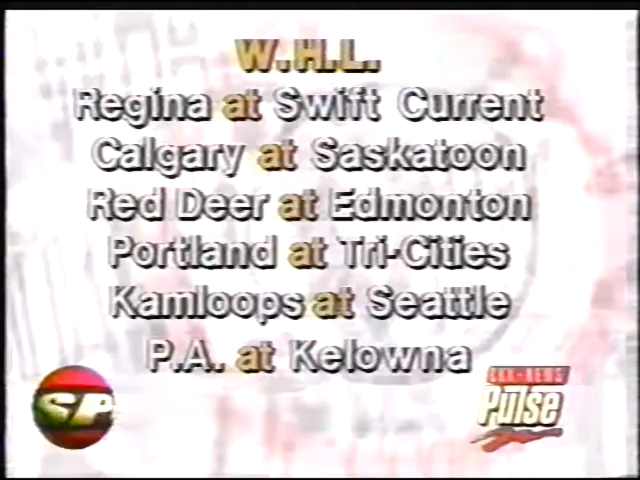 W.H.L.
Regina at Swift Current
Calgary at Saskatoon
Red Deer at Edmonton
Portland at Tri-Cities
Kamloops at Seattle
P.A. at Kelowna
SP
NEWS
Pulse